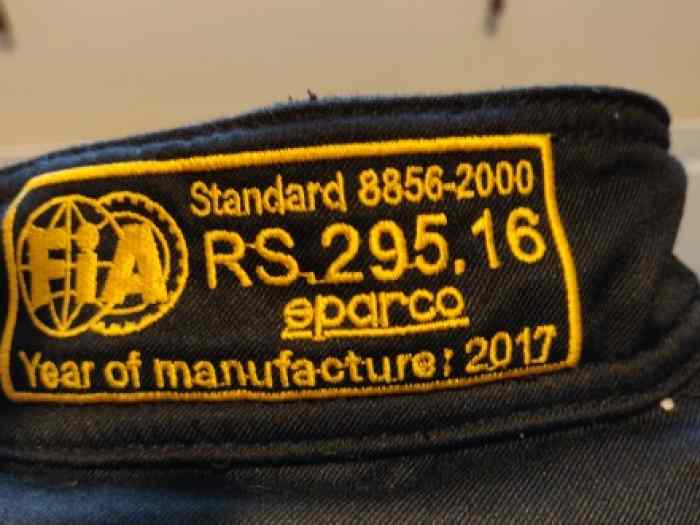 Standard 8856-2000
FiA
RS.295.16
sparco
Year of manufacture: 2017